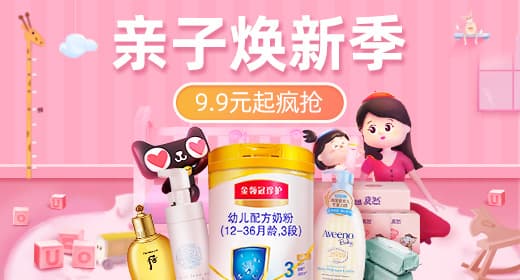 亲子焕新季
9.9元起疯抢
金领冠珍护
幼儿配方奶粉
(12-36月龄,3段)
3
Aveeno
Baby
后
U
O
U